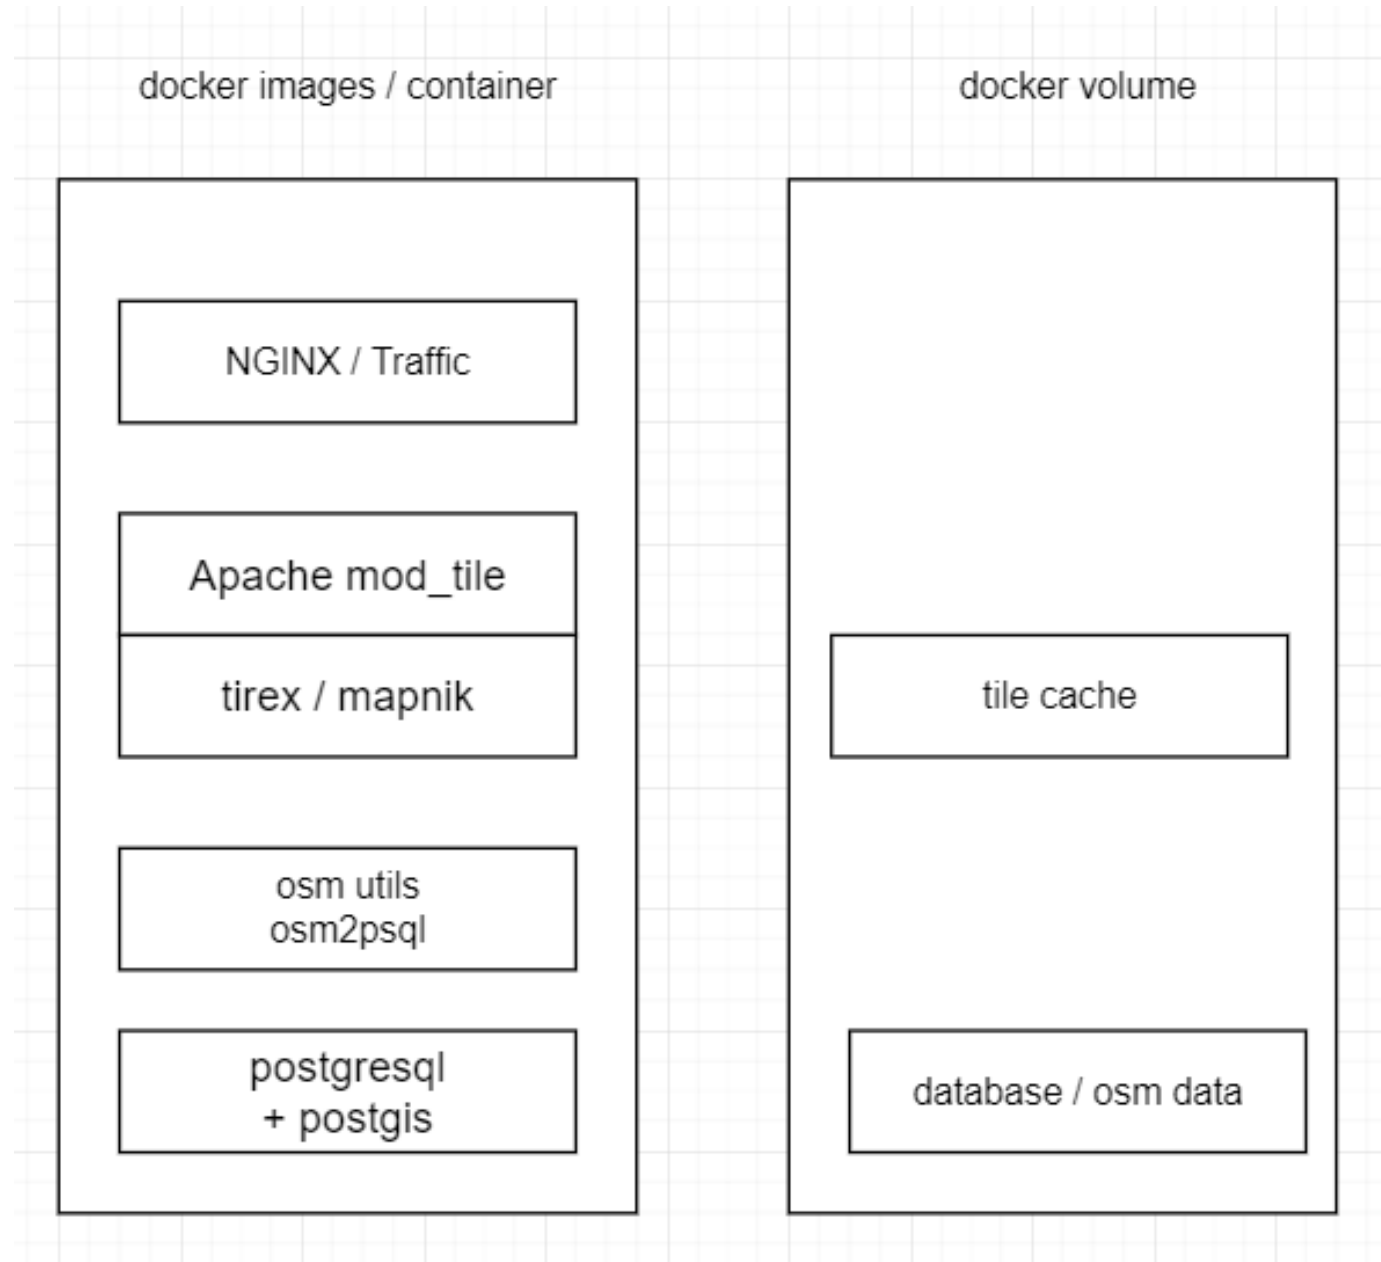 docker images / container
docker volume
NGINX / Traffic
Apache mod_tile
tirex / mapnik
tile cache
osm utils
osm2psql
postgresql
+ postgis
database / osm data